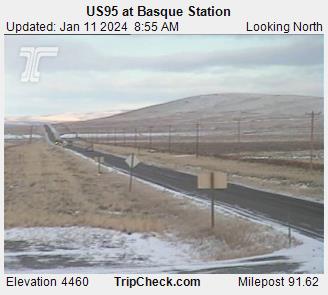 US95 at Basque Station
Updated: Jan 11 2024 8:55 AM Looking North
Elevation 4460 TripCheck.com Milepost 91.62